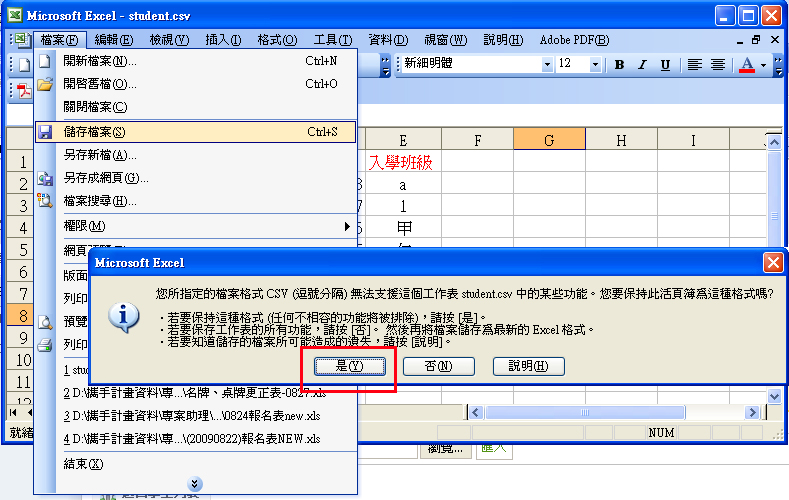 Microsoft Excel - student.csv
檔案(F) 編輯(E) 檢視(V) 插入(I) 格式(O) 工具(T) 資料(D) 視窗(W) 說明(H) Adobe PDF(B)
新細明體 12 B I U A
開新檔案(N)... Ctrl+N
開啓舊檔(O)... Ctrl+O
關閉檔案(C)
儲存檔案(S) Ctrl+S
另存新檔(A)...
另存成網頁(G)...
檔案搜尋(H)...
權限(M)
版面
列印
預覽
列印
1 stu
2 D:\攜手計畫資料\專...\名牌、桌牌更正表-0827.xls
3 D:\攜手計畫資料\專案助理\...\0824報名表new.xls
4 D:\攜手計畫資料\專...\(20090822)報名表NEW.xls
結束(X)
E F G H I J
1 入學班級
2 3 a
3 7 1
4 5 甲
5
6
7
8
9
10
11
Microsoft Excel
您所指定的檔案格式 CSV (逗號分隔) 無法支援這個工作表 student.csv 中的某些功能。您要保持此活頁簿爲這種格式嗎?
・若要保持這種格式 (任何不相容的功能將被排除)，請按 [是]。
・若要保存工作表的所有功能，請按 [否]。 然後再將檔案儲存爲最新的 Excel 格式。
・若要知道儲存的檔案所可能造成的遺失，請按 [說明]。
是(Y) 否(N) 說明(H)
就緒 NUM
瀏覽... 匯入